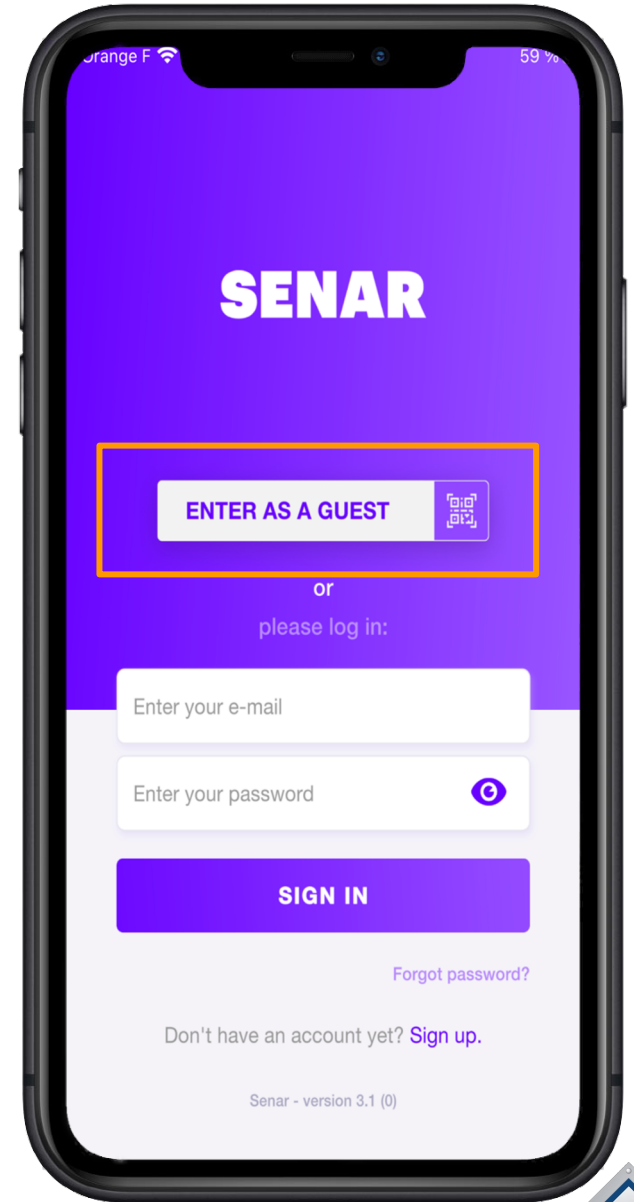 Orange F
59 %
SENAR
ENTER AS A GUEST
or
please log in:
Enter your e-mail
Enter your password
SIGN IN
Forgot password?
Don't have an account yet? Sign up.
Senar - version 3.1 (0)